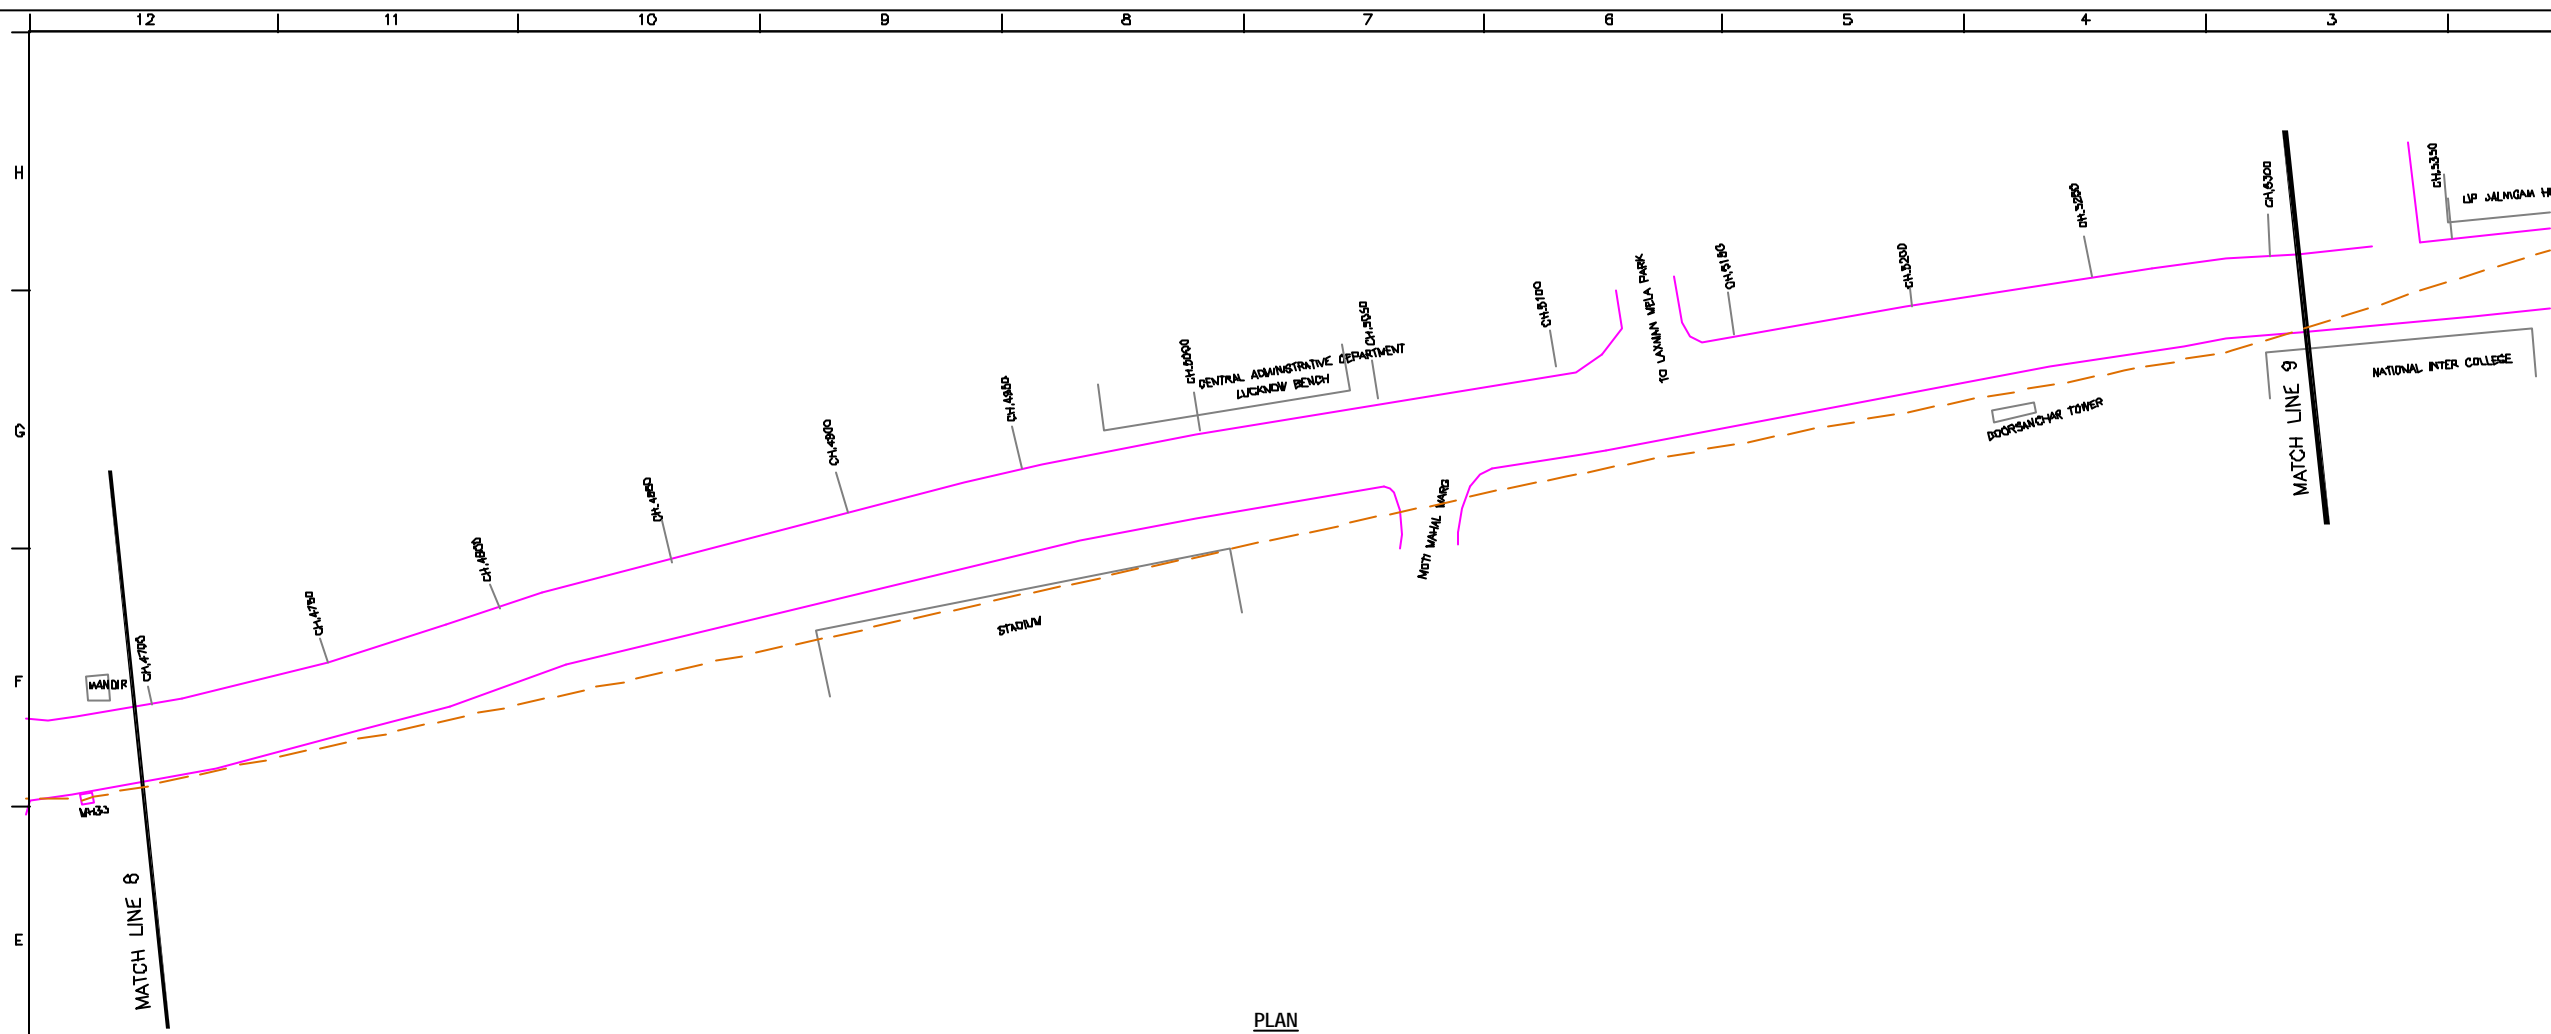 12 11 10 9 8 7 6 5 4 3
H
G
F
E
CH.5350
UP JALNIGAM
CH.5300
CH.5250
CH.5200
CH.5150
TO LAXMAN MELA PARK
CH.5100
CH.5050
CH.5000
CENTRAL ADMINISTRATIVE DEPARTMENT
LUCKNOW BENCH
CH.4950
CH.4900
CH.4850
CH.4800
CH.4750
CH.4700
NATIONAL INTER COLLEGE
MATCH LINE 9
DOORSANCHAR TOWER
MOTI MAHAL MARG
STADIUM
MANDIR
MATCH LINE 8
PLAN